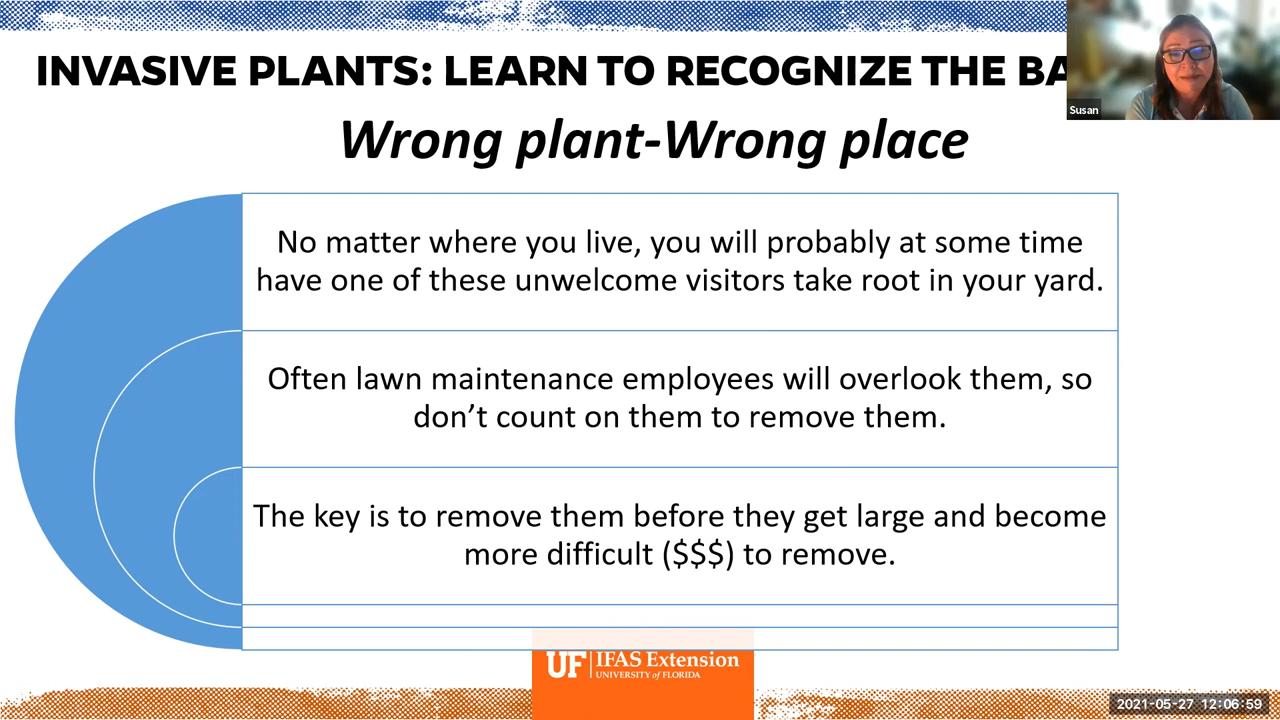 INVASIVE PLANTS: LEARN TO RECOGNIZE THE
Wrong plant-Wrong place
Susan
No matter where you live, you will probably at some time
have one of these unwelcome visitors take root in your yard.
Often lawn maintenance employees will overlook them, so
don’t count on them to remove them.
The key is to remove them before they get large and become
more difficult ($$$) to remove.
UF IFAS Extension
UNIVERSITY of FLORIDA
2021-05-27 12:06:59